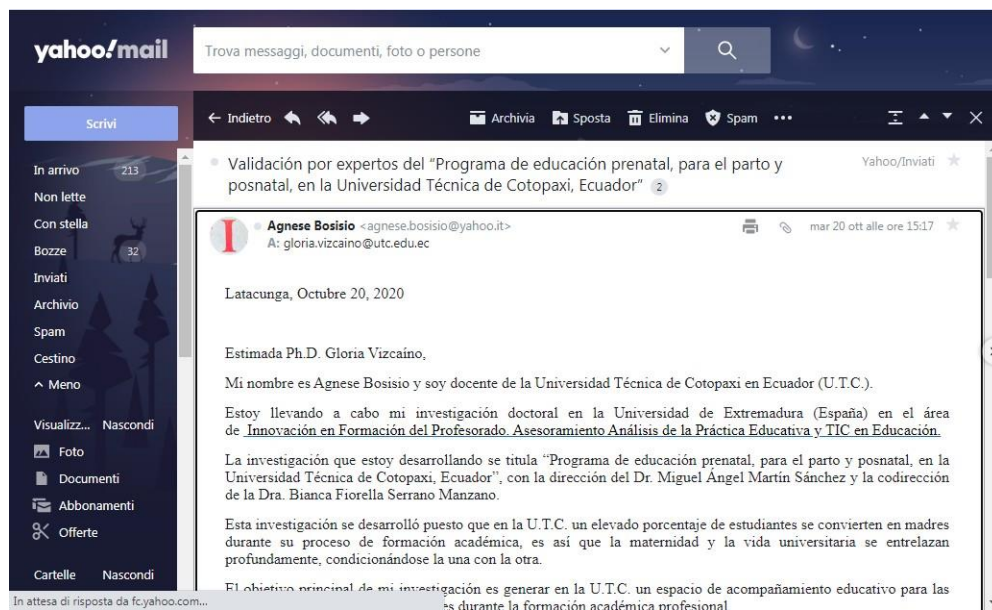 yahoo!mail
Trova messaggi, documenti, foto o persone
Scrivi
Indietro
Archivia
Sposta
Elimina
Spam
In arrivo 213
Non lette
Con stella
Bozze 32
Inviati
Archivio
Spam
Cestino
Meno
Visualizz... Nascondi
Foto
Documenti
Abbonamenti
Offerte
Cartelle Nascondi
In attesa di risposta da fc.yahoo.com...
Validación por expertos del “Programa de educación prenatal, para el parto y
posnatal, en la Universidad Técnica de Cotopaxi, Ecuador” 2
Yahoo/Inviati
I
Agnese Bosisio <agnese.bosisio@yahoo.it>
mar 20 ott alle ore 15:17
A: gloria.vizcaino@utc.edu.ec
Latacunga, Octubre 20, 2020
Estimada Ph.D. Gloria Vizcaíno,
Mi nombre es Agnese Bosisio y soy docente de la Universidad Técnica de Cotopaxi en Ecuador (U.T.C.).
Estoy llevando a cabo mi investigación doctoral en la Universidad de Extremadura (España) en el área
de Innovación en Formación del Profesorado. Asesoramiento Análisis de la Práctica Educativa y TIC en Educación.
La investigación que estoy desarrollando se titula “Programa de educación prenatal, para el parto y posnatal, en la
Universidad Técnica de Cotopaxi, Ecuador”, con la dirección del Dr. Miguel Ángel Martín Sánchez y la codirección
de la Dra. Bianca Fiorella Serrano Manzano.
Esta investigación se desarrolló puesto que en la U.T.C. un elevado porcentaje de estudiantes se convierten en madres
durante su proceso de formación académica, es así que la maternidad y la vida universitaria se entrelazan
profundamente, condicionándose la una con la otra.
El objetivo principal de mi investigación es generar en la U.T.C. un espacio de acompañamiento educativo para las
durante la formación académica profesional